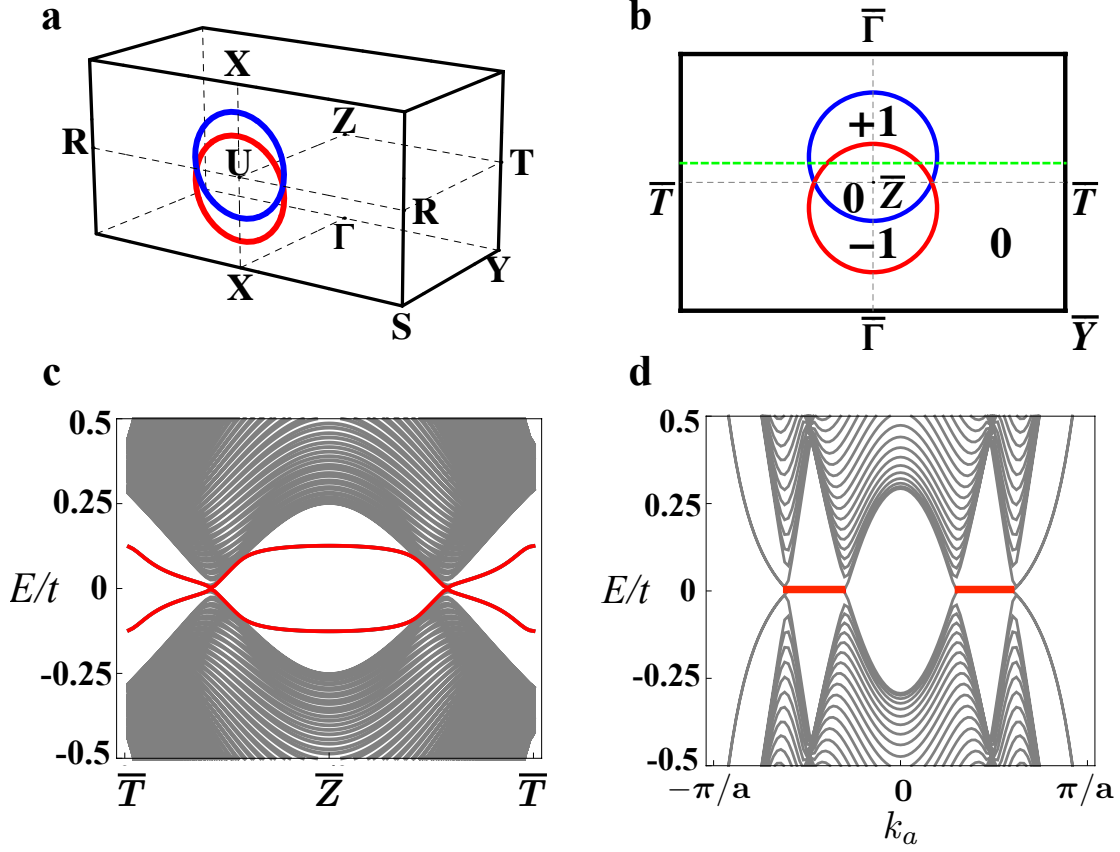 a
X
Z
R
U
T
R
Γ
Y
X
S
b
Γ̅
+1
T̅
0
Z̅
T̅
−1
0
Γ̅
Y̅
c
0.5
0.25
E/t
0
-0.25
-0.5
T̅
Z̅
T̅
d
0.5
0.25
E/t
0
-0.25
-0.5
−π/a
0
π/a
k_a